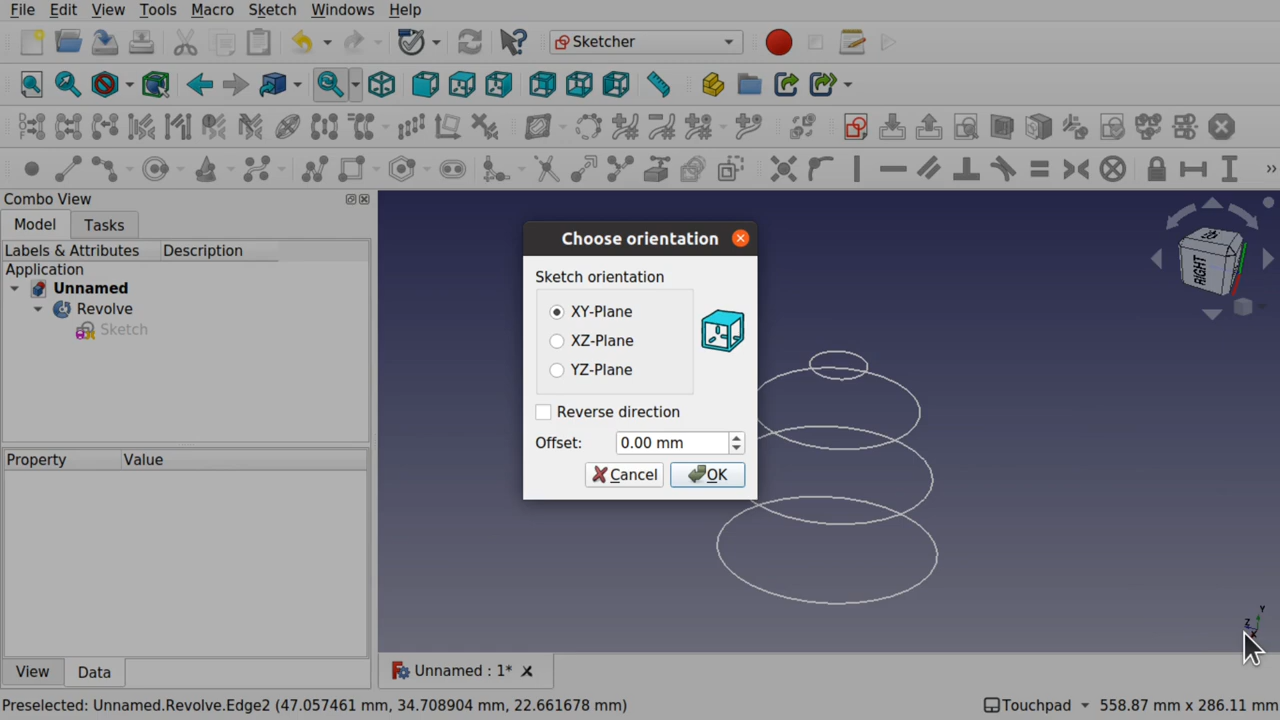 File Edit View Tools Macro Sketch Windows Help
Sketcher
Combo View
Model Tasks
Labels & Attributes Description
Application
Unnamed
Revolve
Sketch
Property Value
View Data
Choose orientation
Sketch orientation
XY-Plane
XZ-Plane
YZ-Plane
Reverse direction
Offset: 0.00 mm
Cancel OK
RIGHT
Y
Z
X
Unnamed : 1*
Preselected: Unnamed.Revolve.Edge2 (47.057461 mm, 34.708904 mm, 22.661678 mm)
Touchpad 558.87 mm x 286.11 mm